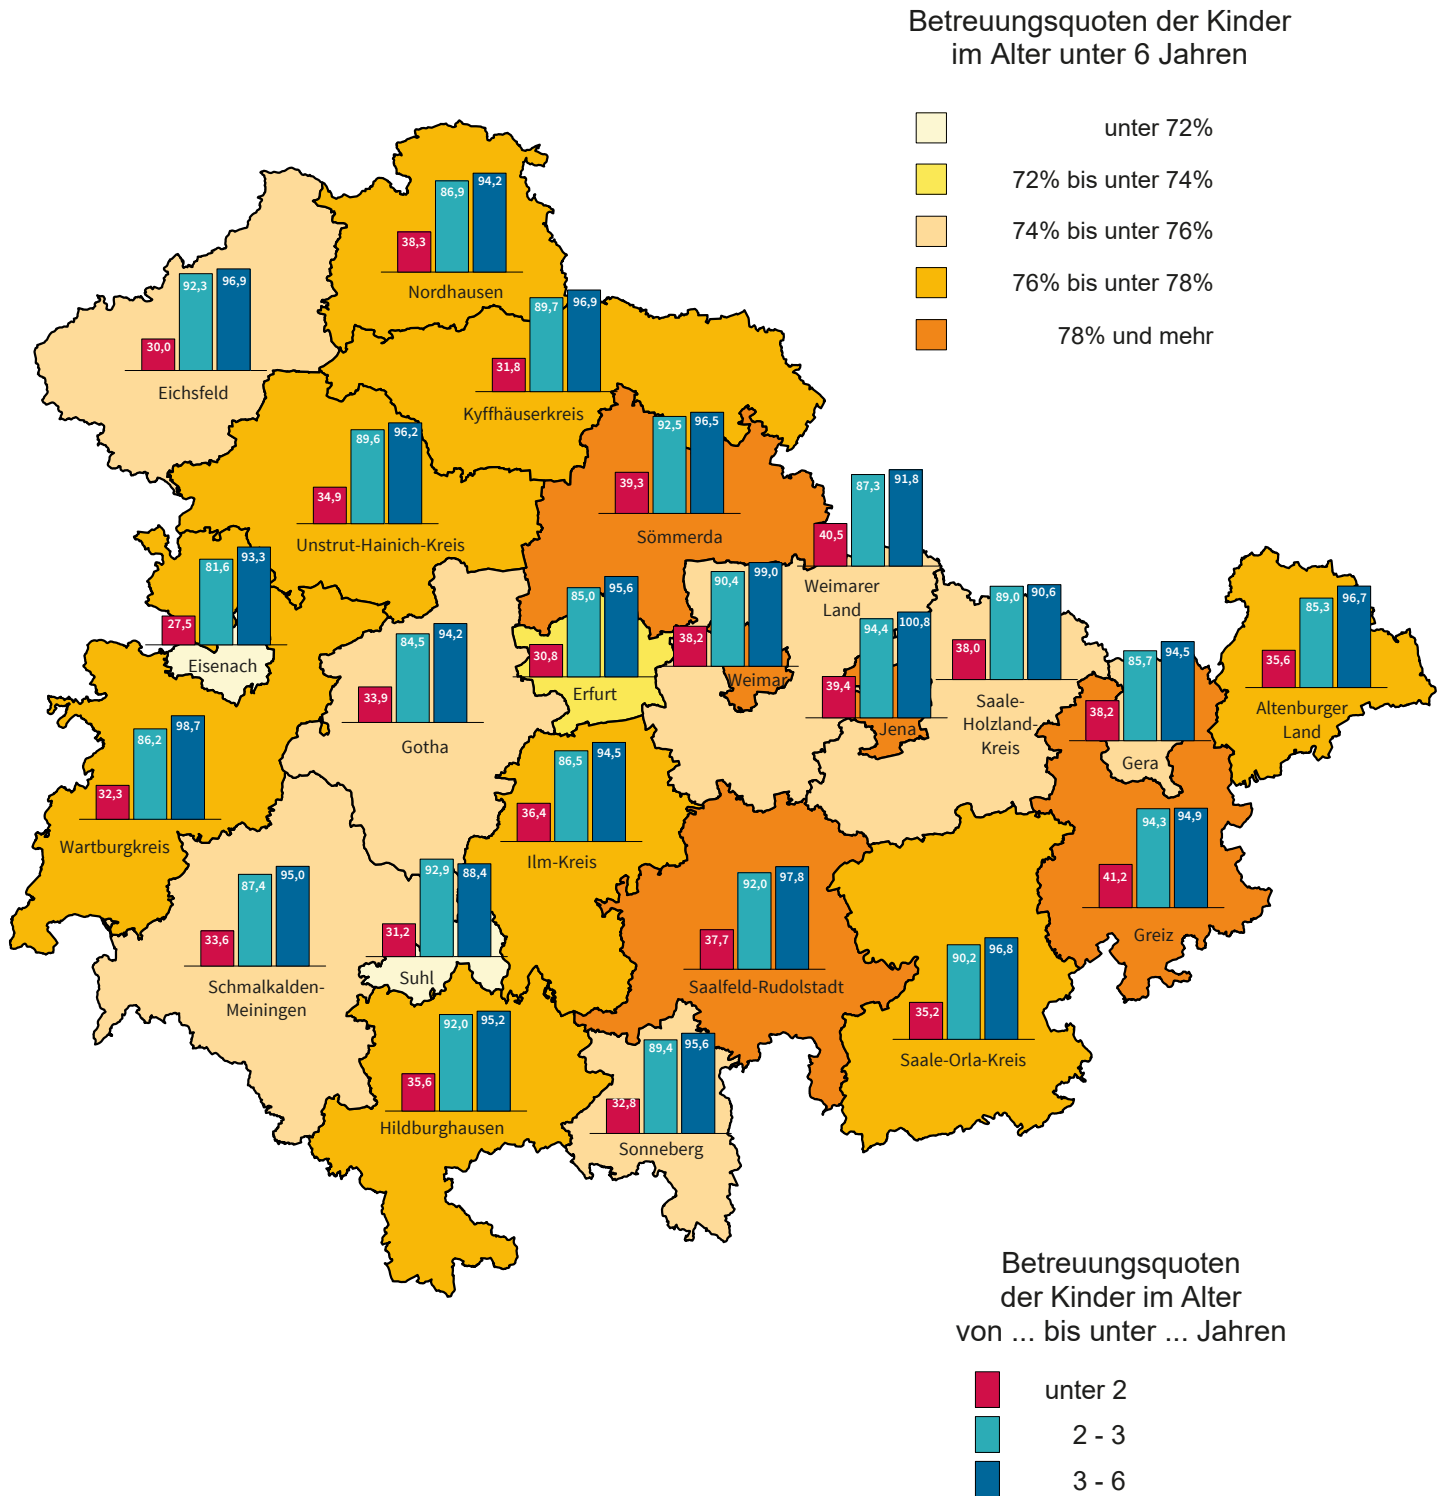 Betreuungsquoten der Kinder
im Alter unter 6 Jahren
unter 72%
72% bis unter 74%
74% bis unter 76%
76% bis unter 78%
78% und mehr
38,3
86,9
94,2
Nordhausen
30,0
92,3
96,9
Eichsfeld
31,8
89,7
96,9
Kyffhäuserkreis
34,9
89,6
96,2
Unstrut-Hainich-Kreis
39,3
92,5
96,5
Sömmerda
40,5
87,3
91,8
Weimarer
Land
27,5
81,6
93,3
Eisenach
33,9
84,5
94,2
Gotha
30,8
85,0
95,6
Erfurt
38,2
90,4
99,0
Weimar
39,4
94,4
100,8
Jena
38,0
89,0
90,6
Saale-
Holzland-
Kreis
38,2
85,7
94,5
Gera
35,6
85,3
96,7
Altenburger
Land
32,3
86,2
98,7
Wartburgkreis
36,4
86,5
94,5
Ilm-Kreis
41,2
94,3
94,9
Greiz
33,6
87,4
95,0
Schmalkalden-
Meiningen
31,2
92,9
88,4
Suhl
37,7
92,0
97,8
Saalfeld-Rudolstadt
35,2
90,2
96,8
Saale-Orla-Kreis
35,6
92,0
95,2
Hildburghausen
32,8
89,4
95,6
Sonneberg
Betreuungsquoten
der Kinder im Alter
von ... bis unter ... Jahren
unter 2
2 - 3
3 - 6